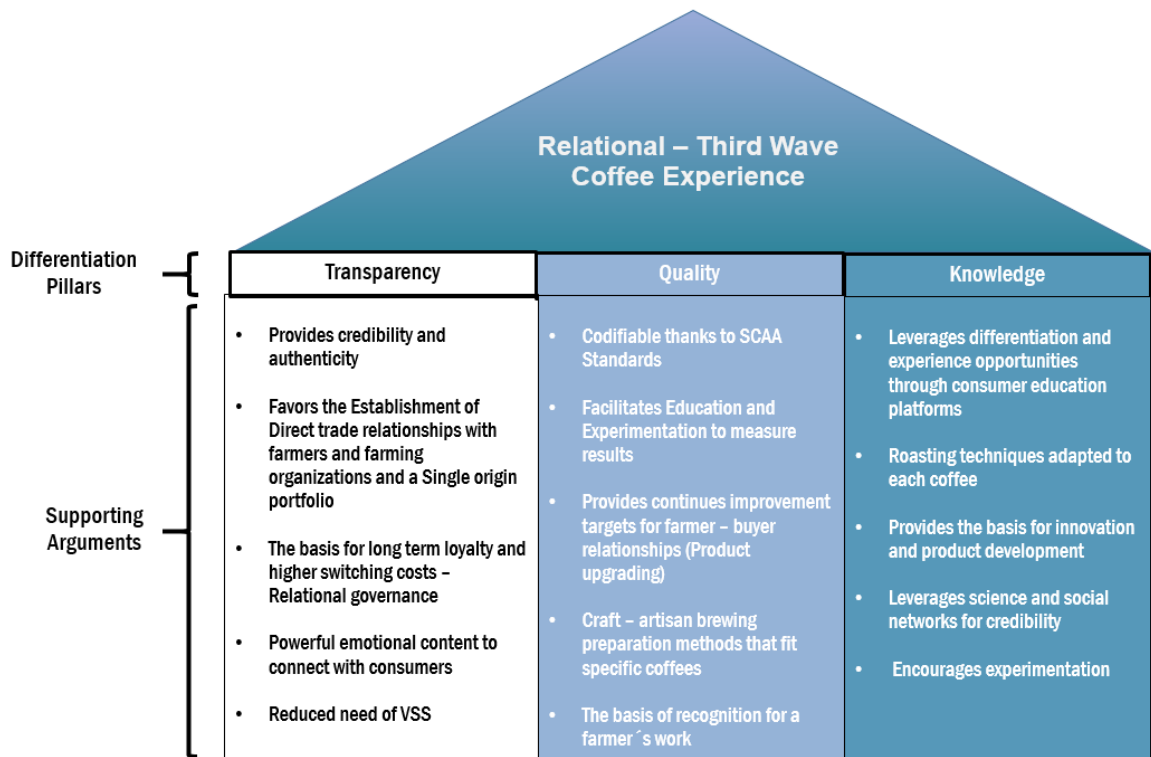 Relational – Third Wave
Coffee Experience
Differentiation
Pillars
Transparency
Quality
Knowledge
Supporting
Arguments
• Provides credibility and
authenticity
• Favors the Establishment of
Direct trade relationships with
farmers and farming
organizations and a Single origin
portfolio
• The basis for long term loyalty and
higher switching costs –
Relational governance
• Powerful emotional content to
connect with consumers
• Reduced need of VSS
• Codifiable thanks to SCAA
Standards
• Facilitates Education and
Experimentation to measure
results
• Provides continues improvement
targets for farmer – buyer
relationships (Product
upgrading)
• Craft – artisan brewing
preparation methods that fit
specific coffees
• The basis of recognition for a
farmer´s work
• Leverages differentiation and
experience opportunities
through consumer education
platforms
• Roasting techniques adapted to
each coffee
• Provides the basis for innovation
and product development
• Leverages science and social
networks for credibility
• Encourages experimentation